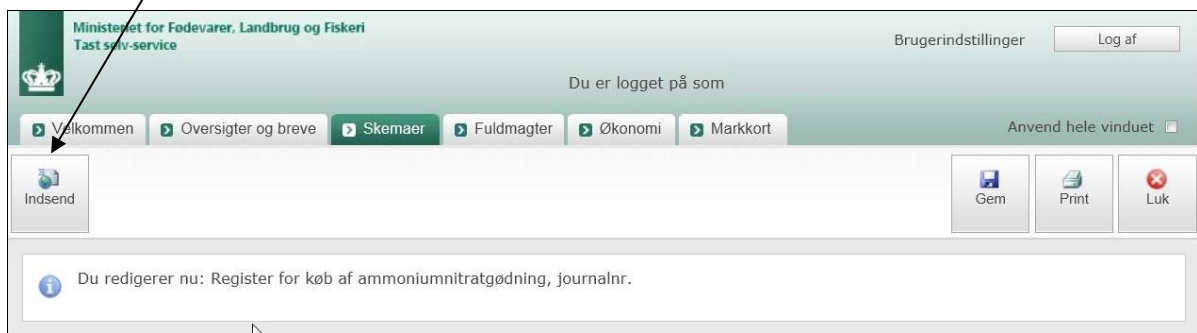 Ministeriet for Fødevarer, Landbrug og Fiskeri
Tast selv-service
Brugerindstillinger
Log af
Du er logget på som
Velkommen
Oversigter og breve
Skemaer
Fuldmagter
Økonomi
Markkort
Anvend hele vinduet
Indsend
Gem
Print
Luk
Du redigerer nu: Register for køb af ammoniumnitratgødning, journalnr.